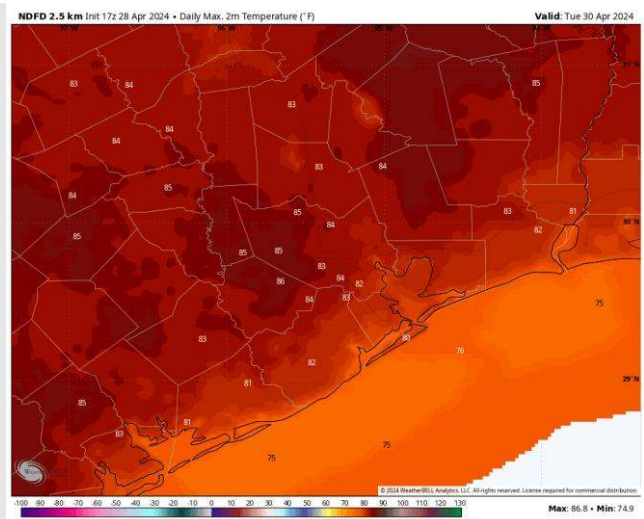 NDFD 2.5 km Init 17z 28 Apr 2024 • Daily Max. 2m Temperature (°F)
Valid: Tue 30 Apr 2024
97°W 96°W 95°W 94°W
31°N
83 84 85
83
84 84
83 84
85
84
85 83 81
84 82 30°N
85
85 85
83
86 84 82
84 83 75
83 80
76
82 29°N
81
85
81
83
75
75
© 2024 WeatherBELL Analytics, LLC. All rights reserved. License required for commercial distribution.
-100 -90 -80 -70 -60 -50 -40 -30 -20 -10 0 10 20 30 40 50 60 70 80 90 100 110 120 130
Max: 86.8 • Min: 74.9